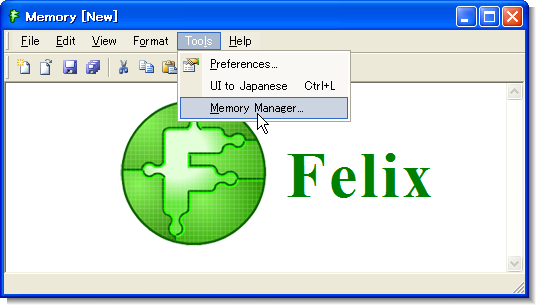 Memory [New]
File Edit View Format Tools Help
Preferences...
UI to Japanese Ctrl+L
Memory Manager...
Felix